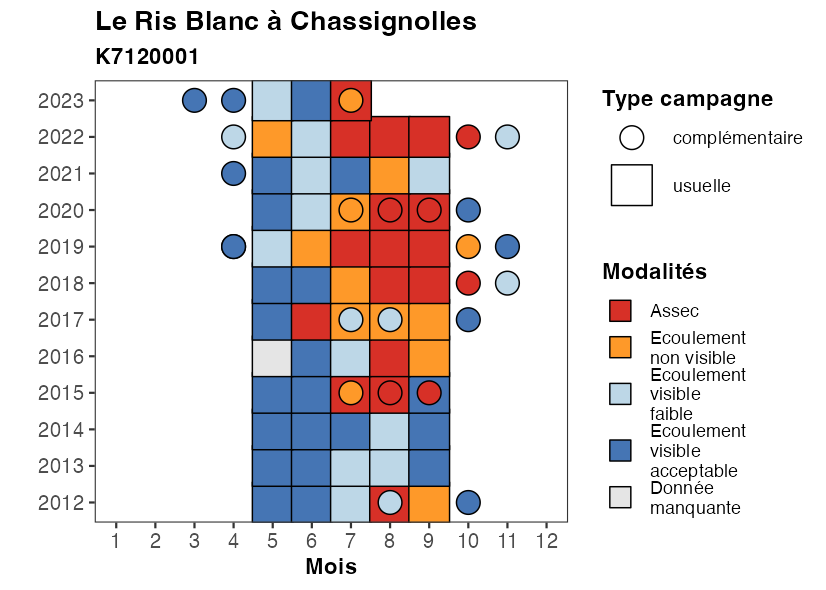 Le Ris Blanc à Chassignolles
K7120001
2023
2022
2021
2020
2019
2018
2017
2016
2015
2014
2013
2012
1 2 3 4 5 6 7 8 9 10 11 12
Mois
Type campagne
complémentaire
usuelle
Modalités
Assec
Ecoulement
non visible
Ecoulement
visible
faible
Ecoulement
visible
acceptable
Donnée
manquante